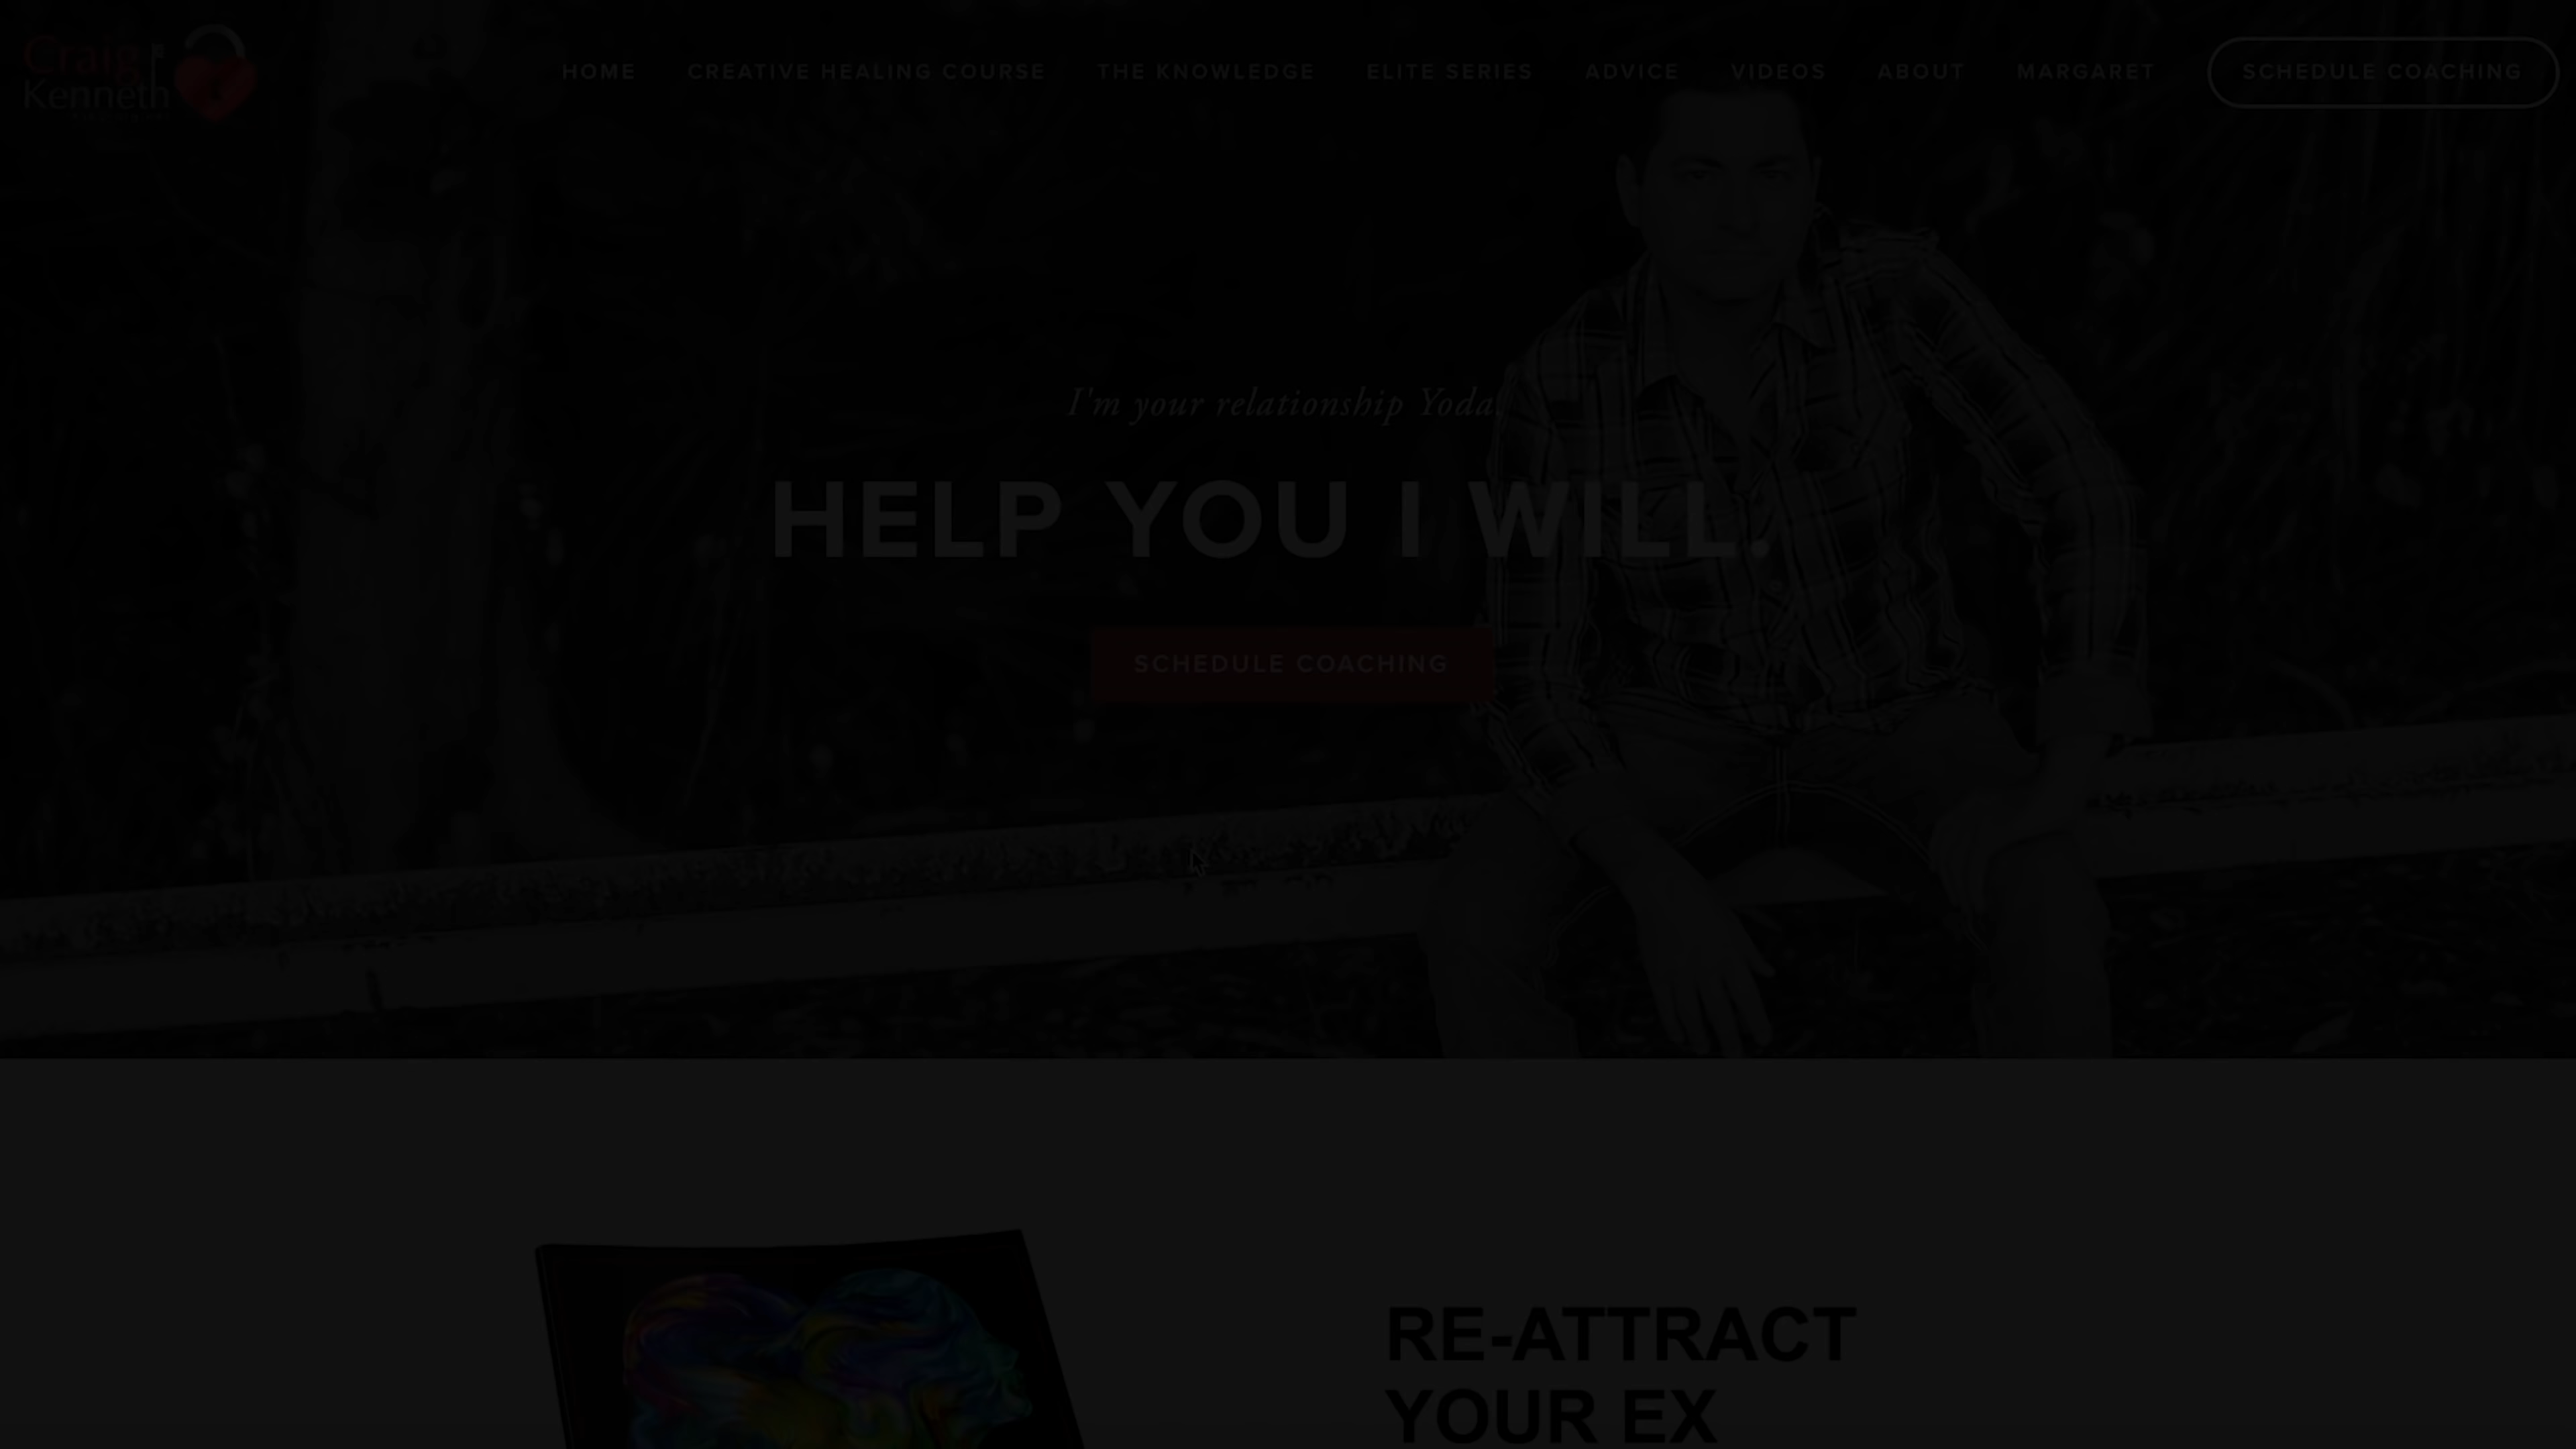 Craig
Kenneth
HOME CREATIVE HEALING COURSE THE KNOWLEDGE ELITE SERIES ADVICE VIDEOS ABOUT MARGARET SCHEDULE COACHING
I'm your relationship Yoda.
HELP YOU I WILL.
SCHEDULE COACHING
RE-ATTRACT
YOUR EX